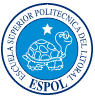 ESCUELA SUPERIOR POLITECNICA DEL LITORAL
ESPOL